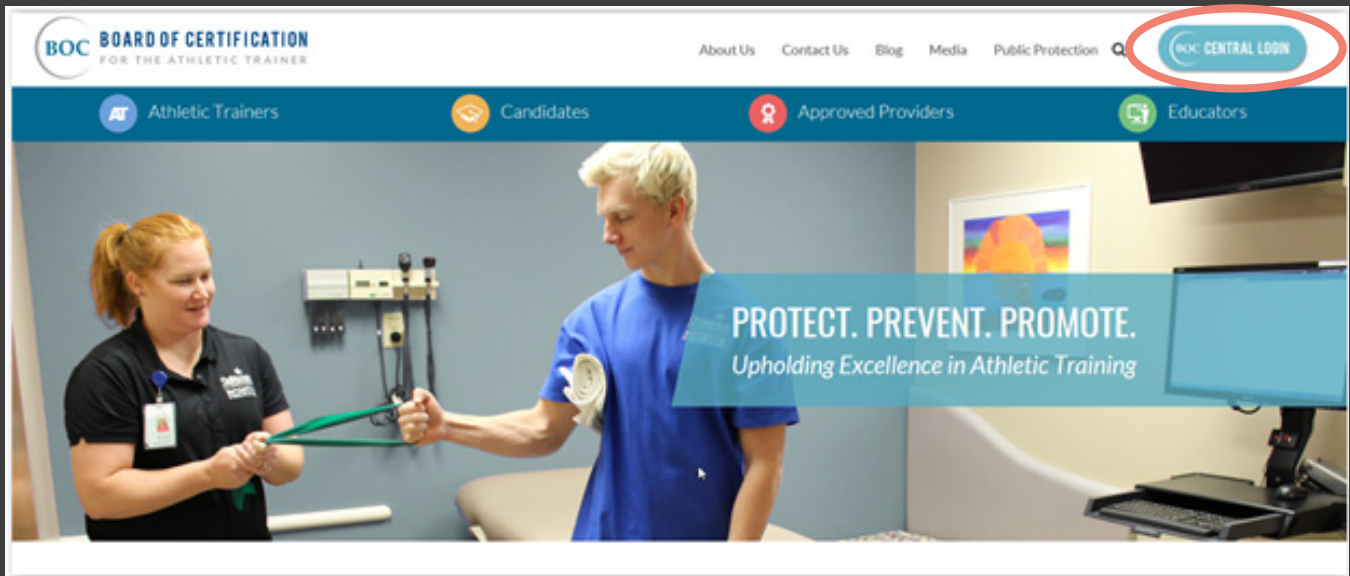 BOC BOARD OF CERTIFICATION
FOR THE ATHLETIC TRAINER
About Us Contact Us Blog Media Public Protection
BOC CENTRAL LOGIN
AT Athletic Trainers Candidates Approved Providers Educators
PROTECT. PREVENT. PROMOTE.
Upholding Excellence in Athletic Training